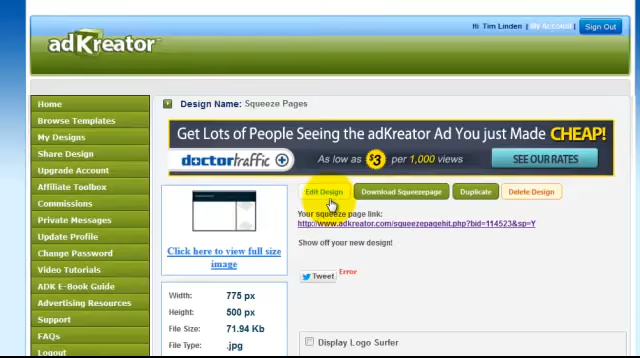 Hi Tim Linden | My Account | Sign Out
adKreator
Home
Browse Templates
My Designs
Share Design
Upgrade Account
Affiliate Toolbox
Commissions
Private Messages
Update Profile
Change Password
Video Tutorials
ADK E-Book Guide
Advertising Resources
Support
FAQs
Logout
Design Name: Squeeze Pages
Get Lots of People Seeing the adKreator Ad You just Made CHEAP!
doctortraffic As low as $3 per 1,000 views SEE OUR RATES
Click here to view full size
image
Width: 775 px
Height: 500 px
File Size: 71.94 Kb
File Type: .jpg
Edit Design Download Squeezepage Duplicate Delete Design
Your squeeze page link:
http://www.adkreator.com/squeezepagehit.php?bid=114523&sp=Y
Show off your new design!
Tweet Error
Display Logo Surfer